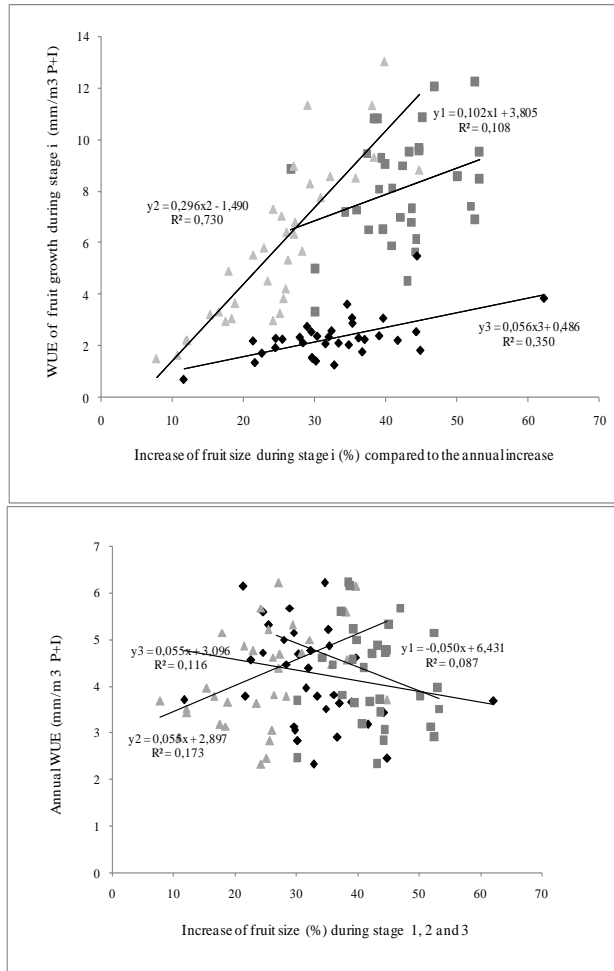 WUE of fruit growth during stage i (mm/m3 P+I)
14
12
10
8
6
4
2
0
y1 = 0,102x1 + 3,805
R² = 0,108
y2 = 0,296x2 - 1,490
R² = 0,730
y3 = 0,056x3 + 0,486
R² = 0,350
0 10 20 30 40 50 60 70
Increase of fruit size during stage i (%) compared to the annual increase
Annual WUE (mm/m3 P+I)
7
6
5
4
3
2
1
0
y3 = 0,055x + 3,096
R² = 0,116
y1 = -0,050x + 6,431
R² = 0,087
y2 = 0,055x + 2,897
R² = 0,173
0 10 20 30 40 50 60 70
Increase of fruit size (%) during stage 1, 2 and 3